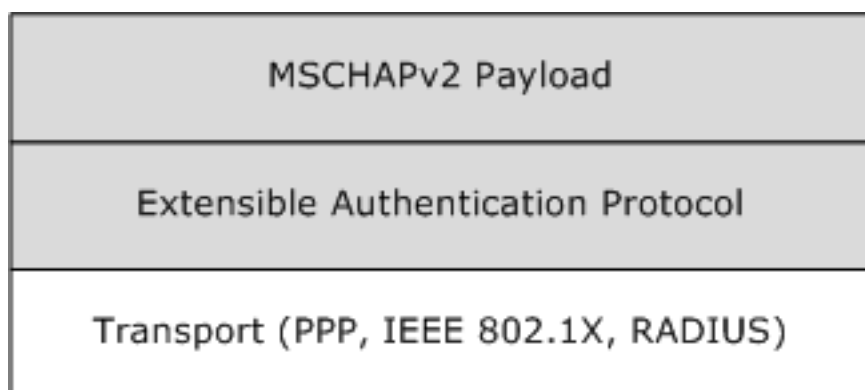 MSCHAPv2 Payload
Extensible Authentication Protocol
Transport (PPP, IEEE 802.1X, RADIUS)